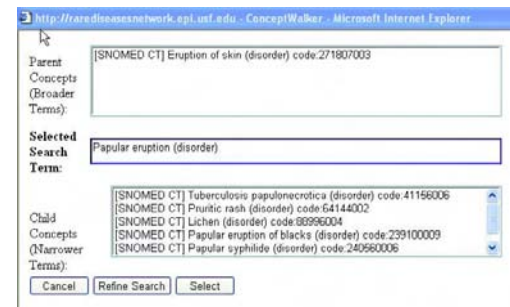 http://rarediseasesnetwork.epi.usf.edu - ConceptWalker - Microsoft Internet Explorer
Parent Concepts (Broader Terms):
[SNOMED CT] Eruption of skin (disorder) code:271807003
Selected Search Term:
Papular eruption (disorder)
Child Concepts (Narrower Terms):
[SNOMED CT] Tuberculosis papulonecrotica (disorder) code:41156006
[SNOMED CT] Pruritic rash (disorder) code:64144002
[SNOMED CT] Lichen (disorder) code:88996004
[SNOMED CT] Papular eruption of blacks (disorder) code:239100009
[SNOMED CT] Papular syphilide (disorder) code:240560006
Cancel Refine Search Select